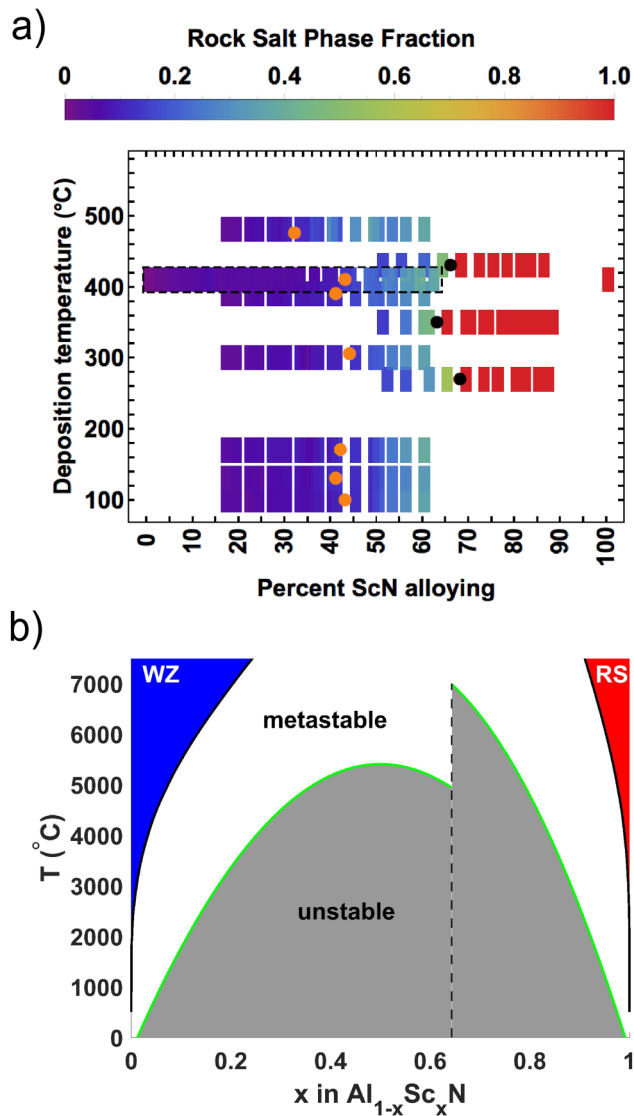 a)
Rock Salt Phase Fraction
0 0.2 0.4 0.6 0.8 1.0
Deposition temperature (°C)
500
400
300
200
100
0 10 20 30 40 50 60 70 80 90 100
Percent ScN alloying
b)
WZ
RS
metastable
unstable
T (°C)
7000
6000
5000
4000
3000
2000
1000
0
0 0.2 0.4 0.6 0.8 1
x in Al1-xScxN